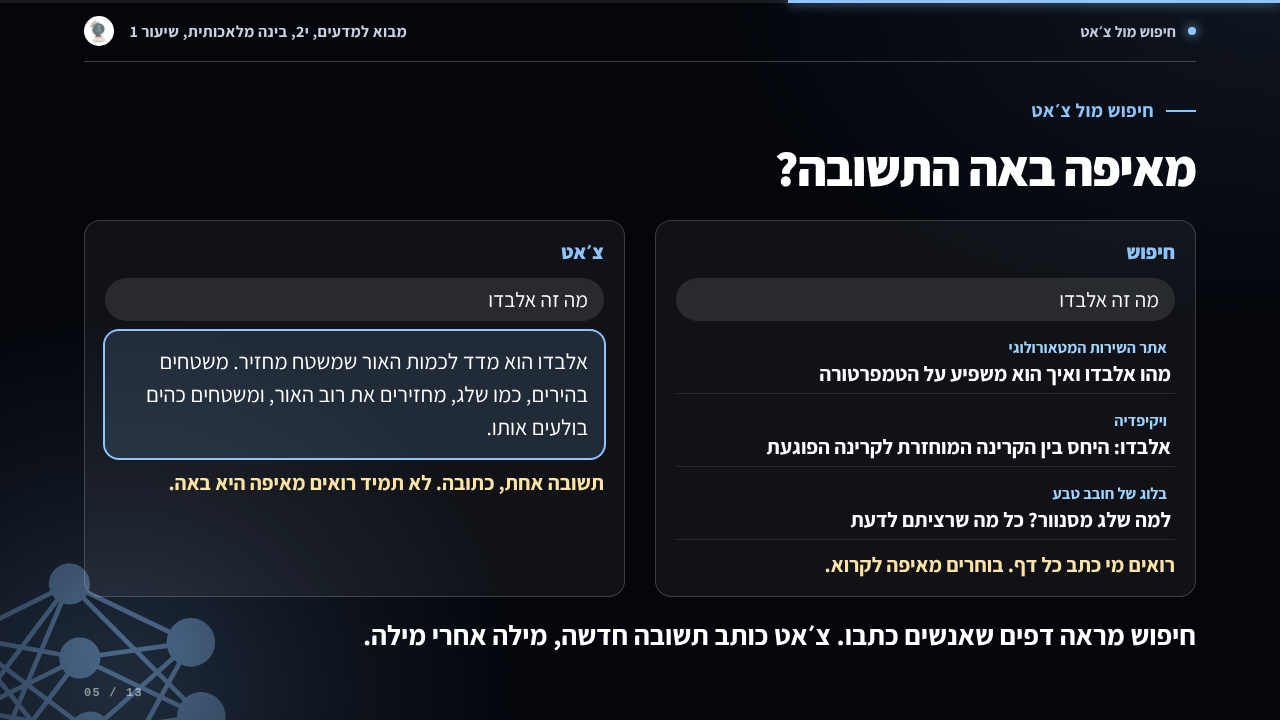 חיפוש מול צ׳אט
מבוא למדעים, י2, בינה מלאכותית, שיעור 1
חיפוש מול צ׳אט
מאיפה באה התשובה?
חיפוש
מה זה אלבדו
אתר השירות המטאורולוגי
מהו אלבדו ואיך הוא משפיע על הטמפרטורה
ויקיפדיה
אלבדו: היחס בין הקרינה המוחזרת לקרינה הפוגעת
בלוג של חובב טבע
למה שלג מסנוור? כל מה שרציתם לדעת
רואים מי כתב כל דף. בוחרים מאיפה לקרוא.
צ׳אט
מה זה אלבדו
אלבדו הוא מדד לכמות האור שמשטח מחזיר. משטחים
בהירים, כמו שלג, מחזירים את רוב האור, ומשטחים כהים
בולעים אותו.
תשובה אחת, כתובה. לא תמיד רואים מאיפה היא באה.
חיפוש מראה דפים שאנשים כתבו. צ׳אט כותב תשובה חדשה, מילה אחרי מילה.
05 / 13